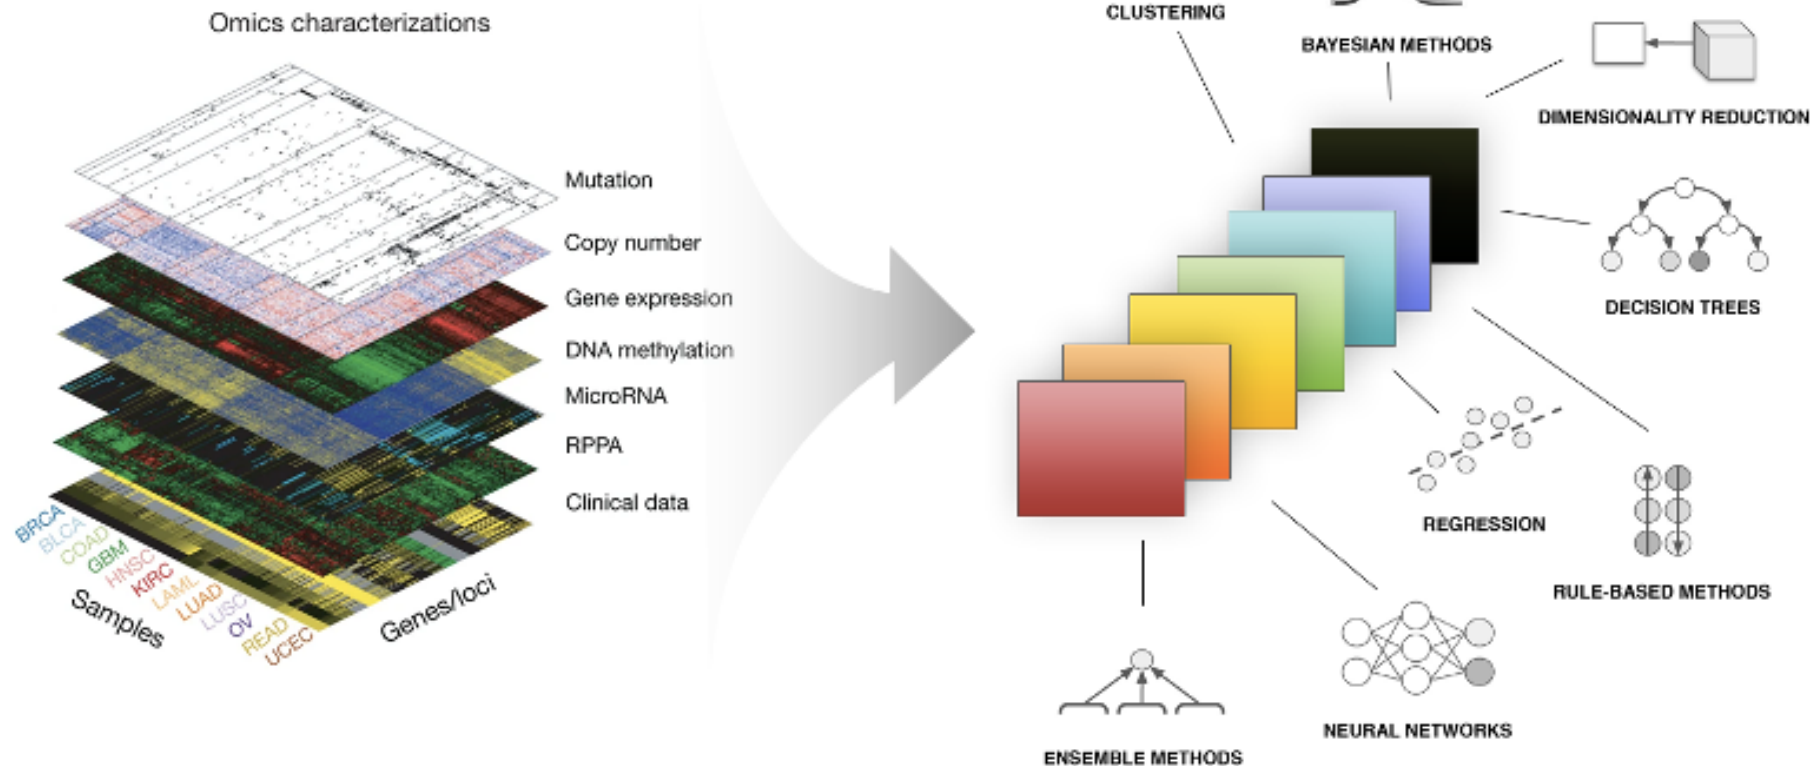 Omics characterizations
Mutation
Copy number
Gene expression
DNA methylation
MicroRNA
RPPA
Clinical data
BRCA
BLCA
COAD
GBM
HNSC
KIRC
LAML
LUAD
LUSC
OV
READ
UCEC
Samples
Genes/loci
CLUSTERING
BAYESIAN METHODS
DIMENSIONALITY REDUCTION
DECISION TREES
REGRESSION
RULE-BASED METHODS
NEURAL NETWORKS
ENSEMBLE METHODS